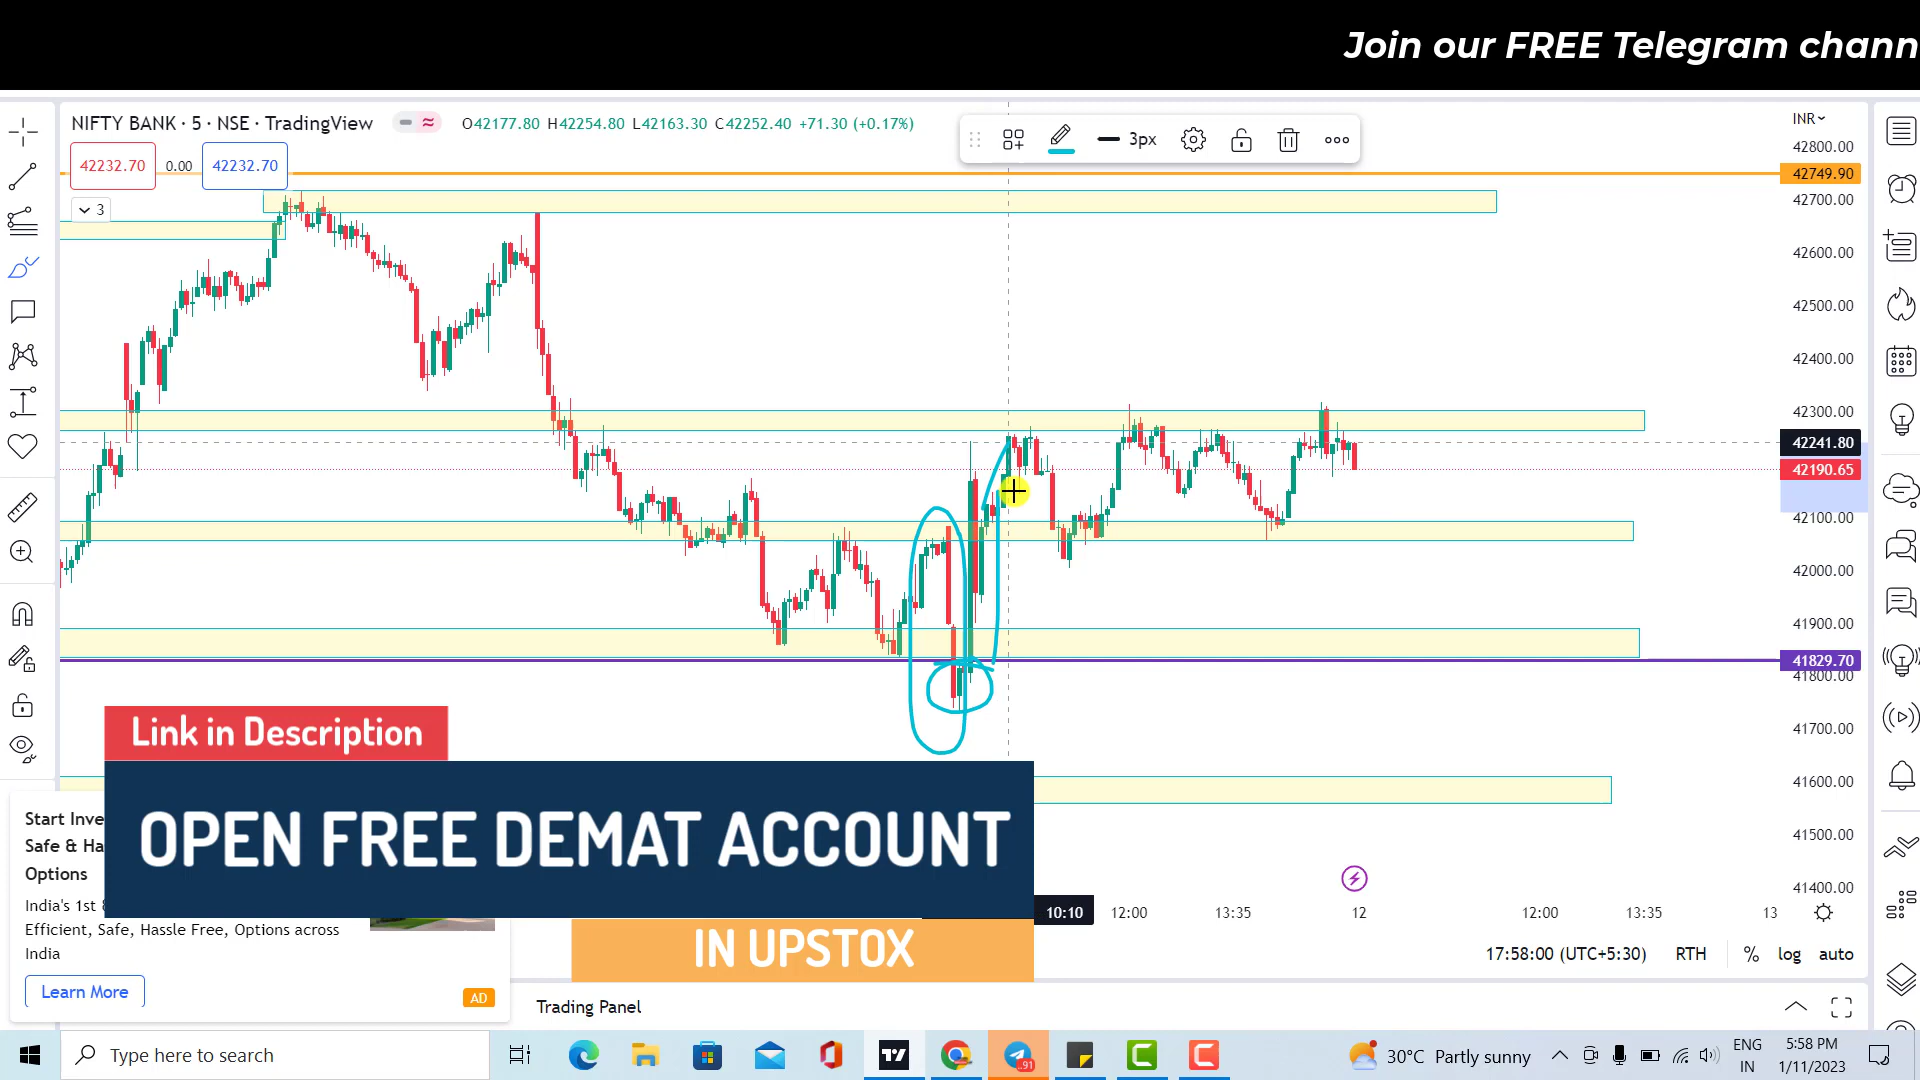 Join our FREE Telegram chann
NIFTY BANK · 5 · NSE · TradingView
O42177.80 H42254.80 L42163.30 C42252.40 +71.30 (+0.17%)
3px
INR
42800.00
42749.90
42232.70
0.00
42232.70
3
42700.00
42600.00
42500.00
42400.00
42300.00
42241.80
42190.65
42100.00
42000.00
41900.00
41829.70
41800.00
41700.00
41600.00
41500.00
41400.00
Link in Description
OPEN FREE DEMAT ACCOUNT
IN UPSTOX
Start Inve
Safe & Ha
Options
India's 1st
Efficient, Safe, Hassle Free, Options across
India
Learn More
AD
10:10
12:00
13:35
12
12:00
13:35
13
17:58:00 (UTC+5:30)
RTH
%
log
auto
Trading Panel
Type here to search
91
30°C Partly sunny
ENG
IN
5:58 PM
1/11/2023